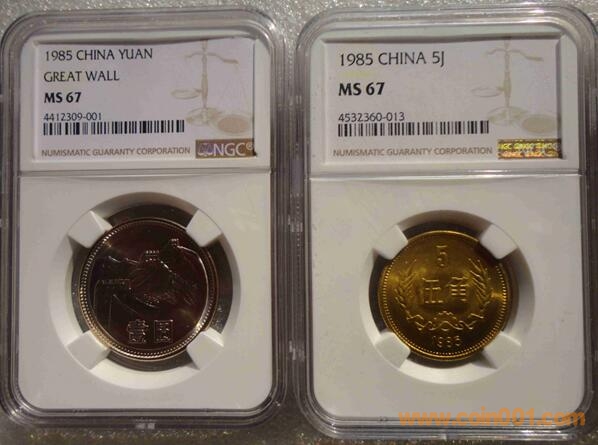 1985 CHINA YUAN
GREAT WALL
MS 67
4412309-001
NUMISMATIC GUARANTY CORPORATION NGC
壹圆
1985 CHINA 5J
MS 67
4532360-013
NUMISMATIC GUARANTY CORPORATION
5
伍角
1985
www.coin001.com